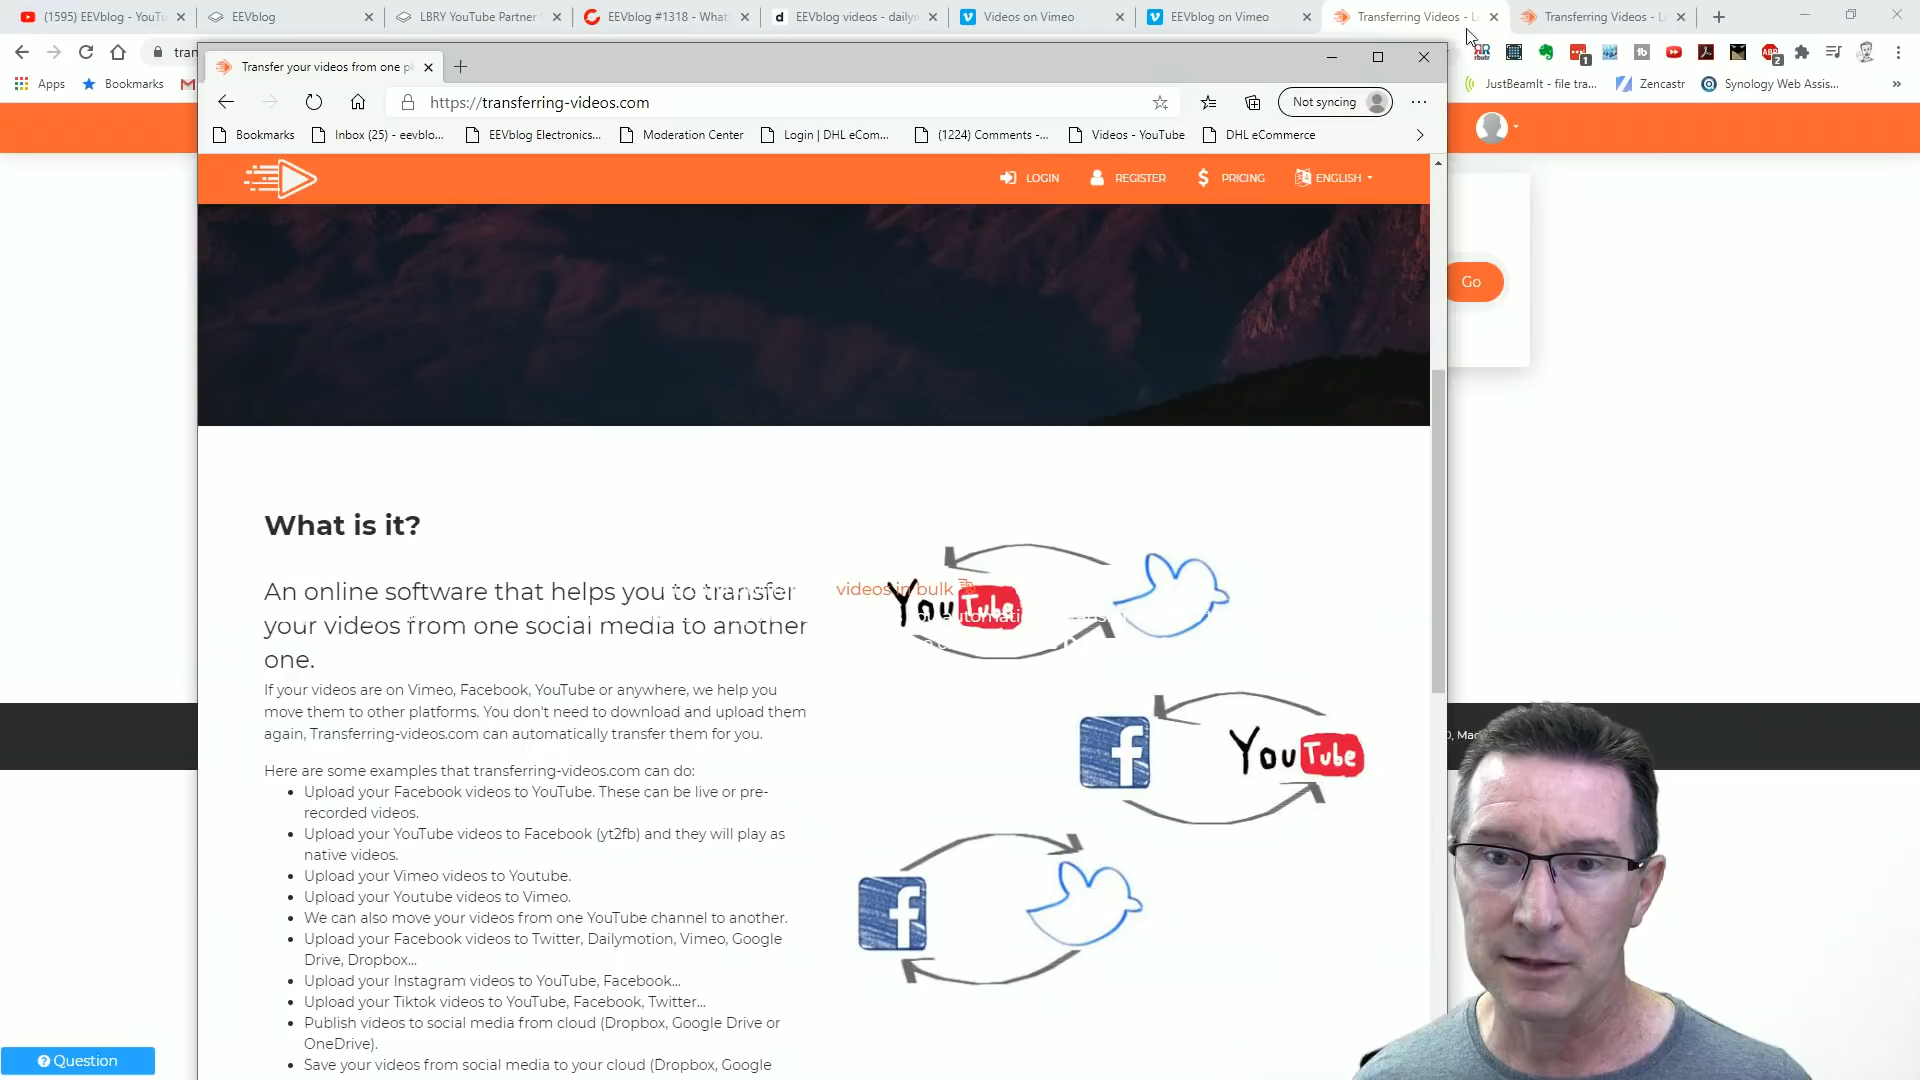 (1595) EEVblog - YouTu
EEVblog
LBRY YouTube Partner
EEVblog #1318 - What
EEVblog videos - dailyn
Videos on Vimeo
EEVblog on Vimeo
Transferring Videos - Le
Transferring Videos - Le
tran
Apps
Bookmarks
JustBeamIt - file tra...
Zencastr
Synology Web Assis...
»
Transfer your videos from one pl
https://transferring-videos.com
Not syncing
Bookmarks
Inbox (25) - eevblo...
EEVblog Electronics...
Moderation Center
Login | DHL eCom...
(1224) Comments -...
Videos - YouTube
DHL eCommerce
LOGIN
REGISTER
PRICING
ENGLISH
Go
What is it?
An online software that helps you to transfer
your videos from one social media to another
one.
videos in bulk
YouTube
If your videos are on Vimeo, Facebook, YouTube or anywhere, we help you
move them to other platforms. You don't need to download and upload them
again, Transferring-videos.com can automatically transfer them for you.
YouTube
Here are some examples that transferring-videos.com can do:
• Upload your Facebook videos to YouTube. These can be live or pre-
recorded videos.
• Upload your YouTube videos to Facebook (yt2fb) and they will play as
native videos.
• Upload your Vimeo videos to Youtube.
• Upload your Youtube videos to Vimeo.
• We can also move your videos from one YouTube channel to another.
• Upload your Facebook videos to Twitter, Dailymotion, Vimeo, Google
Drive, Dropbox...
• Upload your Instagram videos to YouTube, Facebook...
• Upload your Tiktok videos to YouTube, Facebook, Twitter...
• Publish videos to social media from cloud (Dropbox, Google Drive or
OneDrive).
• Save your videos from social media to your cloud (Dropbox, Google
Question